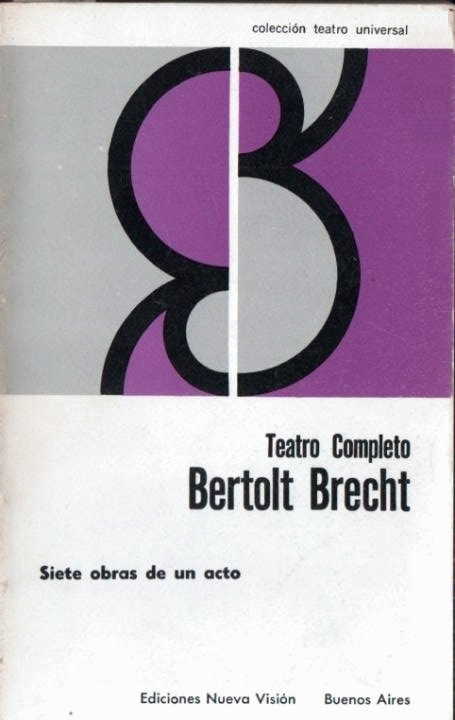 colección teatro universal
Teatro Completo
Bertolt Brecht
Siete obras de un acto
Ediciones Nueva Visión Buenos Aires